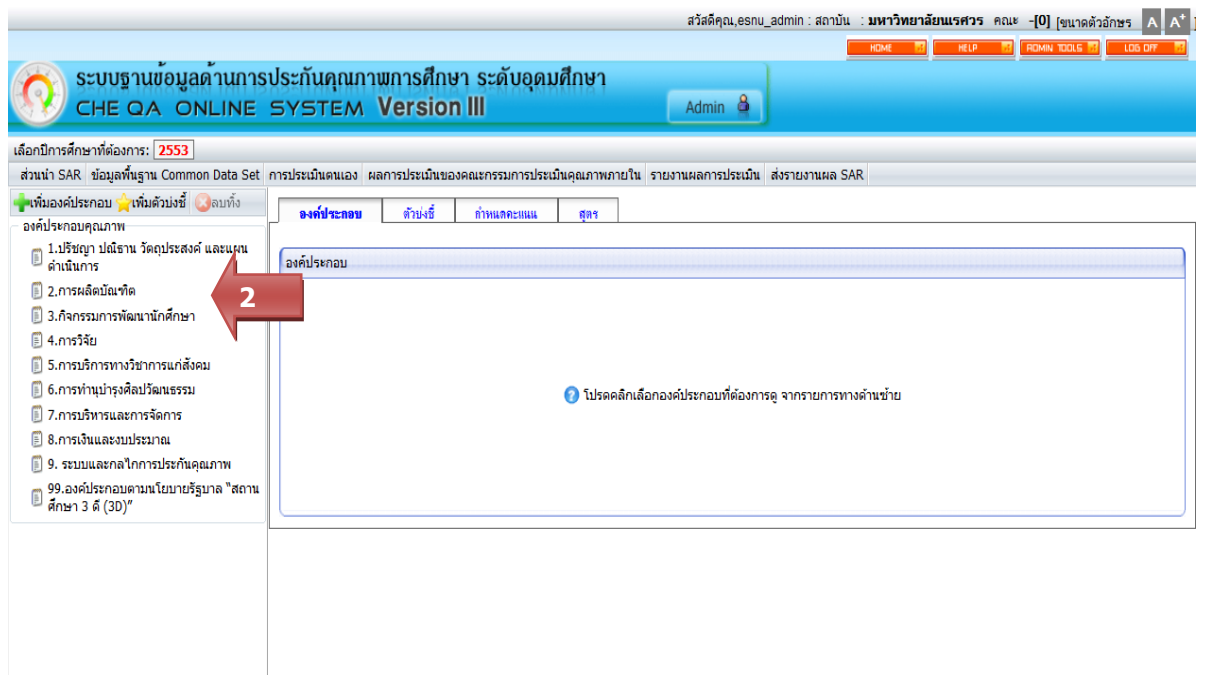 สวัสดีคุณ,esnu_admin : สถาบัน : มหาวิทยาลัยนเรศวร คณะ -[0] [ขนาดตัวอักษร A A+ ]
HOME HELP ADMIN TOOLS LOG OFF
ระบบฐานข้อมูลด้านการประกันคุณภาพการศึกษา ระดับอุดมศึกษา
CHE QA ONLINE SYSTEM Version III
Admin
เลือกปีการศึกษาที่ต้องการ: 2553
ส่วนนำ SAR ข้อมูลพื้นฐาน Common Data Set การประเมินตนเอง ผลการประเมินของคณะกรรมการประเมินคุณภาพภายใน รายงานผลการประเมิน ส่งรายงานผล SAR
เพิ่มองค์ประกอบ เพิ่มตัวบ่งชี้ ลบทิ้ง
องค์ประกอบคุณภาพ
1.ปรัชญา ปณิธาน วัตถุประสงค์ และแผน
ดำเนินการ
2.การผลิตบัณฑิต
3.กิจกรรมการพัฒนานักศึกษา
4.การวิจัย
5.การบริการทางวิชาการแก่สังคม
6.การทำนุบำรุงศิลปวัฒนธรรม
7.การบริหารและการจัดการ
8.การเงินและงบประมาณ
9. ระบบและกลไกการประกันคุณภาพ
99.องค์ประกอบตามนโยบายรัฐบาล "สถาน
ศึกษา 3 ดี (3D)"
2
องค์ประกอบ ตัวบ่งชี้ กำหนดคะแนน สูตร
องค์ประกอบ
โปรดคลิกเลือกองค์ประกอบที่ต้องการดู จากรายการทางด้านซ้าย